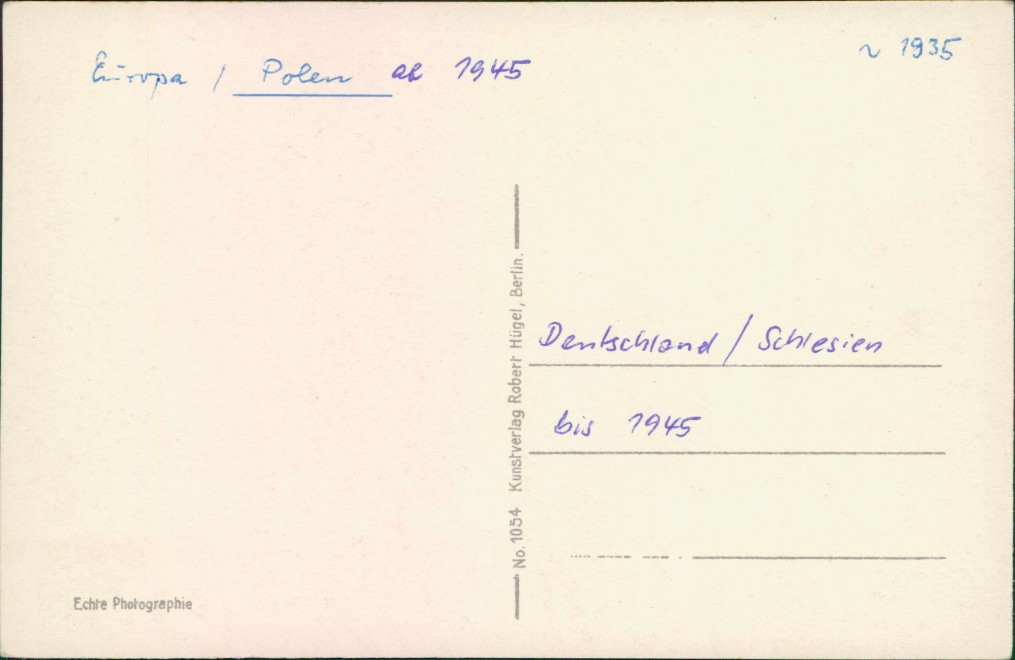 ~ 1935
Europa / Polen ab 1945
No. 1054 Kunstverlag Robert Hügel, Berlin.
Deutschland / Schlesien
bis 1945
Echte Photographie